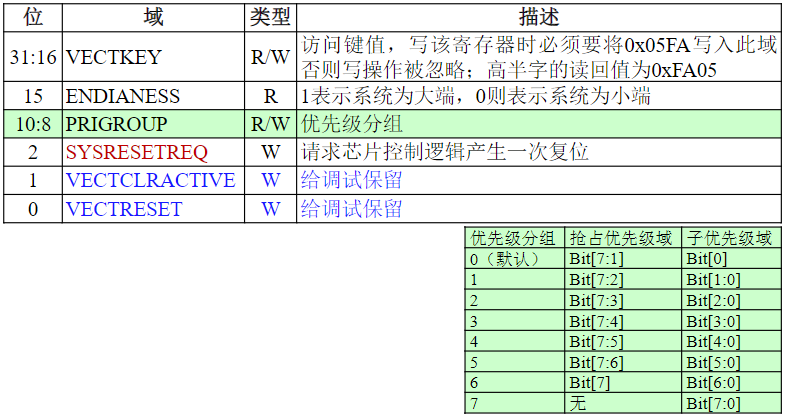 位 域 类型 描述
31:16 VECTKEY R/W 访问键值，写该寄存器时必须要将0x05FA写入此域
否则写操作被忽略；高半字的读回值为0xFA05
15 ENDIANESS R 1表示系统为大端，0则表示系统为小端
10:8 PRIGROUP R/W 优先级分组
2 SYSRESETREQ W 请求芯片控制逻辑产生一次复位
1 VECTCLRACTIVE W 给调试保留
0 VECTRESET W 给调试保留
优先级分组 抢占优先级域 子优先级域
0（默认） Bit[7:1] Bit[0]
1 Bit[7:2] Bit[1:0]
2 Bit[7:3] Bit[2:0]
3 Bit[7:4] Bit[3:0]
4 Bit[7:5] Bit[4:0]
5 Bit[7:6] Bit[5:0]
6 Bit[7] Bit[6:0]
7 无 Bit[7:0]